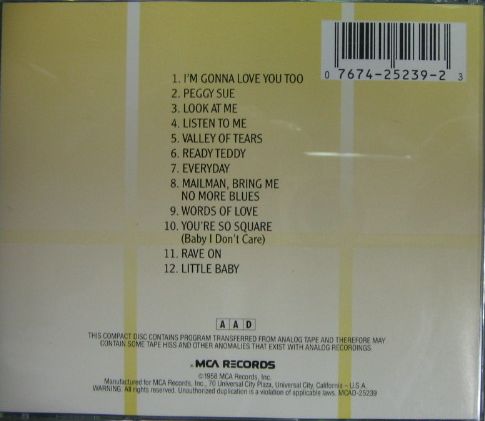 0 7674-25239-2 3
1. I'M GONNA LOVE YOU TOO
2. PEGGY SUE
3. LOOK AT ME
4. LISTEN TO ME
5. VALLEY OF TEARS
6. READY TEDDY
7. EVERYDAY
8. MAILMAN, BRING ME
NO MORE BLUES
9. WORDS OF LOVE
10. YOU'RE SO SQUARE
(Baby I Don't Care)
11. RAVE ON
12. LITTLE BABY
A A D
THIS COMPACT DISC CONTAINS PROGRAM TRANSFERRED FROM ANALOG TAPE AND THEREFORE MAY
CONTAIN SOME TAPE HISS AND OTHER ANOMALIES THAT EXIST WITH ANALOG RECORDINGS.
MCA RECORDS
©1958 MCA Records, Inc.
Manufactured for MCA Records, Inc., 70 Universal City Plaza, Universal City, California – U.S.A.
WARNING: All rights reserved. Unauthorized duplication is a violation of applicable laws. MCAD-25239